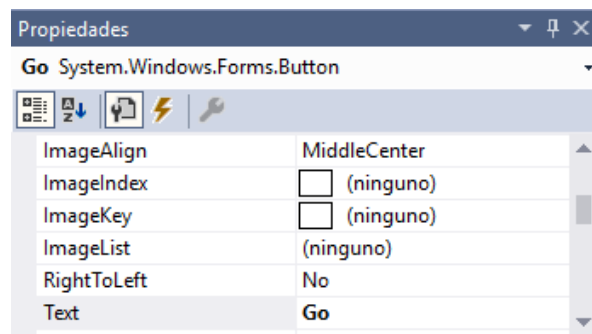 Propiedades
Go System.Windows.Forms.Button
ImageAlign MiddleCenter
ImageIndex (ninguno)
ImageKey (ninguno)
ImageList (ninguno)
RightToLeft No
Text Go